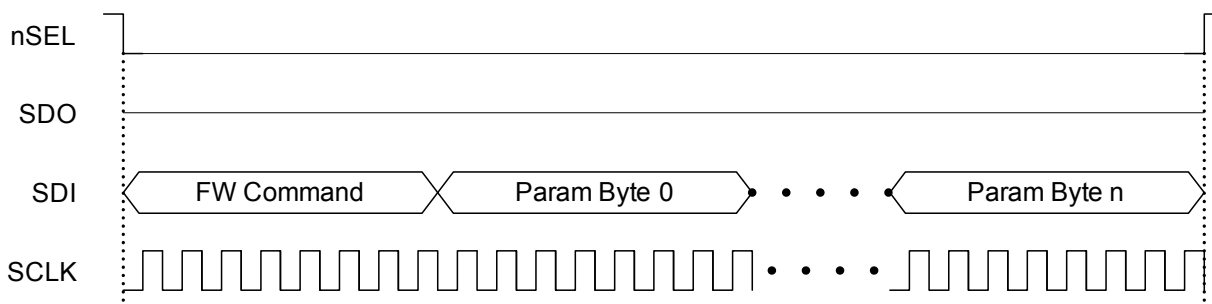 nSEL
SDO
SDI FW Command Param Byte 0 Param Byte n
SCLK